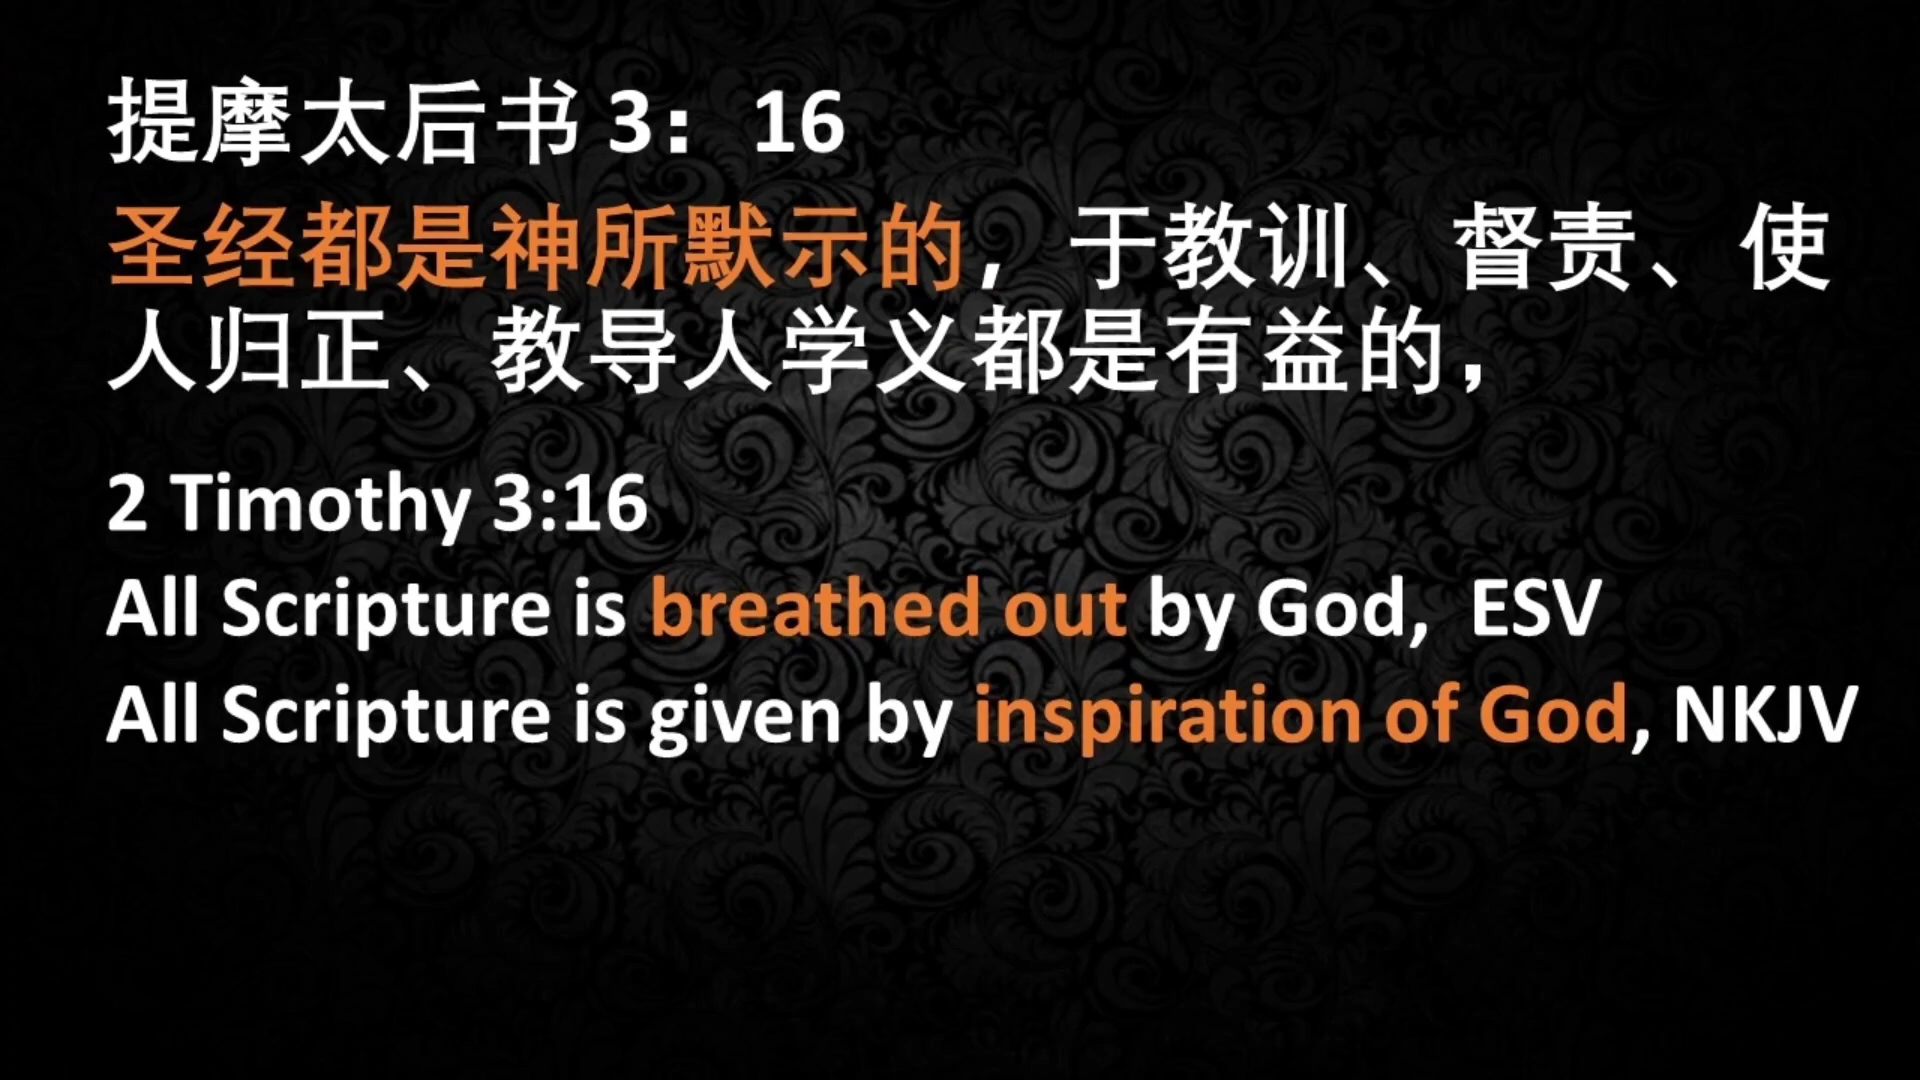 提摩太后书 3：16
圣经都是神所默示的，于教训、督责、使
人归正、教导人学义都是有益的，
2 Timothy 3:16
All Scripture is breathed out by God, ESV
All Scripture is given by inspiration of God, NKJV